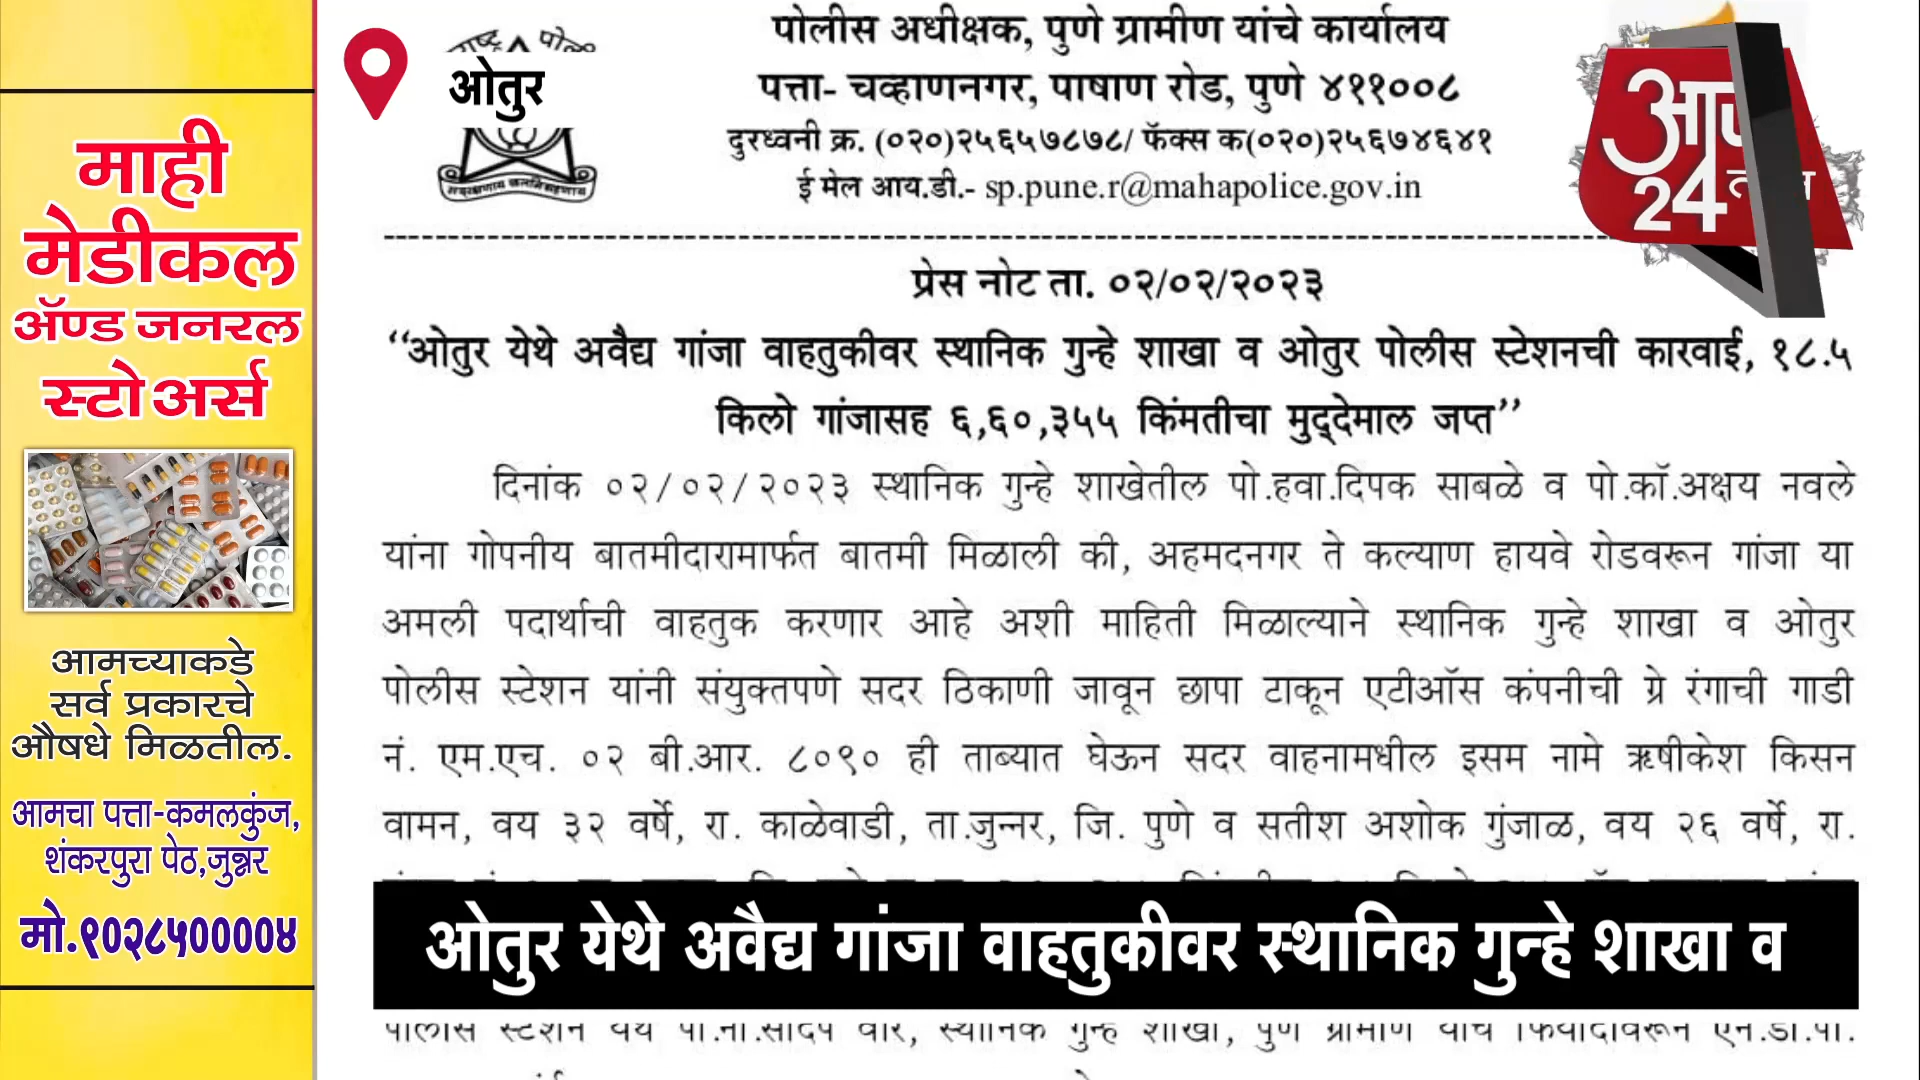 माही
मेडीकल
ॲण्ड जनरल
स्टोअर्स
आमच्याकडे
सर्व प्रकारचे
औषधे मिळतील.
आमचा पत्ता-कमलकुंज,
शंकरपुरा पेठ,जुन्नर
मो.९०२८५००००४
ओतुर
पोलीस अधीक्षक, पुणे ग्रामीण यांचे कार्यालय
पत्ता- चव्हाणनगर, पाषाण रोड, पुणे ४११००८
दुरध्वनी क्र. (०२०)२५६५७८७८/ फॅक्स क(०२०)२५६७४६४१
ई मेल आय.डी.- sp.pune.r@mahapolice.gov.in
24
प्रेस नोट ता. ०२/०२/२०२३
“ओतुर येथे अवैद्य गांजा वाहतुकीवर स्थानिक गुन्हे शाखा व ओतुर पोलीस स्टेशनची कारवाई, १८.५
किलो गांजासह ६,६०,३५५ किंमतीचा मुद्देमाल जप्त”
दिनांक ०२/०२/२०२३ स्थानिक गुन्हे शाखेतील पो.हवा.दिपक साबळे व पो.कॉ.अक्षय नवले
यांना गोपनीय बातमीदारामार्फत बातमी मिळाली की, अहमदनगर ते कल्याण हायवे रोडवरून गांजा या
अमली पदार्थाची वाहतुक करणार आहे अशी माहिती मिळाल्याने स्थानिक गुन्हे शाखा व ओतुर
पोलीस स्टेशन यांनी संयुक्तपणे सदर ठिकाणी जावून छापा टाकून एटीऑस कंपनीची ग्रे रंगाची गाडी
नं. एम.एच. ०२ बी.आर. ८०९० ही ताब्यात घेऊन सदर वाहनामधील इसम नामे ऋषीकेश किसन
वामन, वय ३२ वर्षे, रा. काळेवाडी, ता.जुन्नर, जि. पुणे व सतीश अशोक गुंजाळ, वय २६ वर्षे, रा.
ओतुर येथे अवैद्य गांजा वाहतुकीवर स्थानिक गुन्हे शाखा व
पोलीस स्टेशन येथे पो.ना.संदिप वारे, स्थानिक गुन्हे शाखा, पुणे ग्रामीण यांचे फिर्यादीवरून एन.डी.पी.